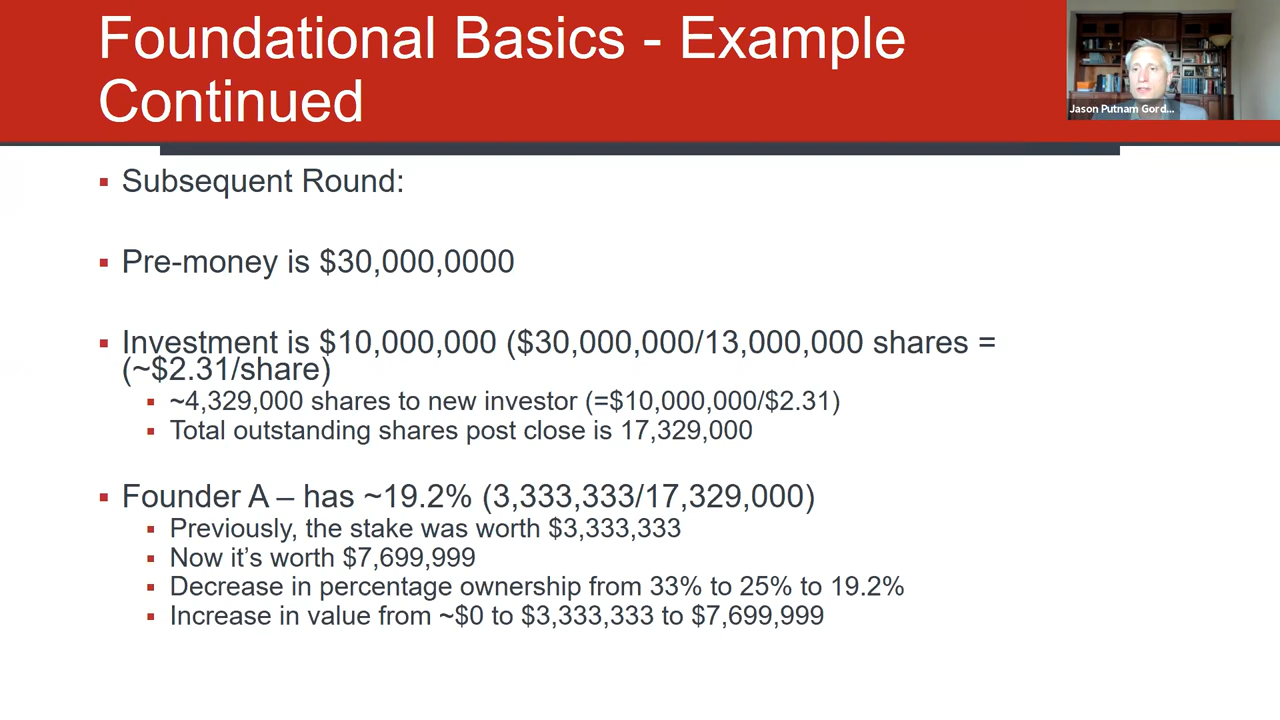 Foundational Basics - Example
Continued
Jason Putnam Gord...
▪ Subsequent Round:
▪ Pre-money is $30,000,0000
▪ Investment is $10,000,000 ($30,000,000/13,000,000 shares =
(~$2.31/share)
▪ ~4,329,000 shares to new investor (=$10,000,000/$2.31)
▪ Total outstanding shares post close is 17,329,000
▪ Founder A – has ~19.2% (3,333,333/17,329,000)
▪ Previously, the stake was worth $3,333,333
▪ Now it’s worth $7,699,999
▪ Decrease in percentage ownership from 33% to 25% to 19.2%
▪ Increase in value from ~$0 to $3,333,333 to $7,699,999